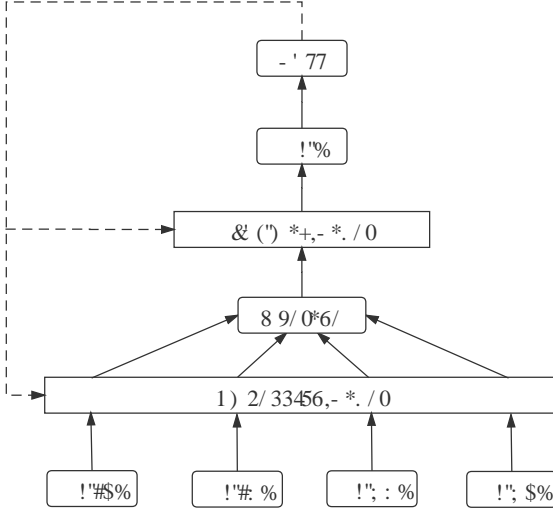 - ' 77
!"%
&' (") *+,- *. / 0
8 9/ 0*6/
1) 2/ 33456,- *. / 0
!"#$%
!"#: %
!"; : %
!"; $%